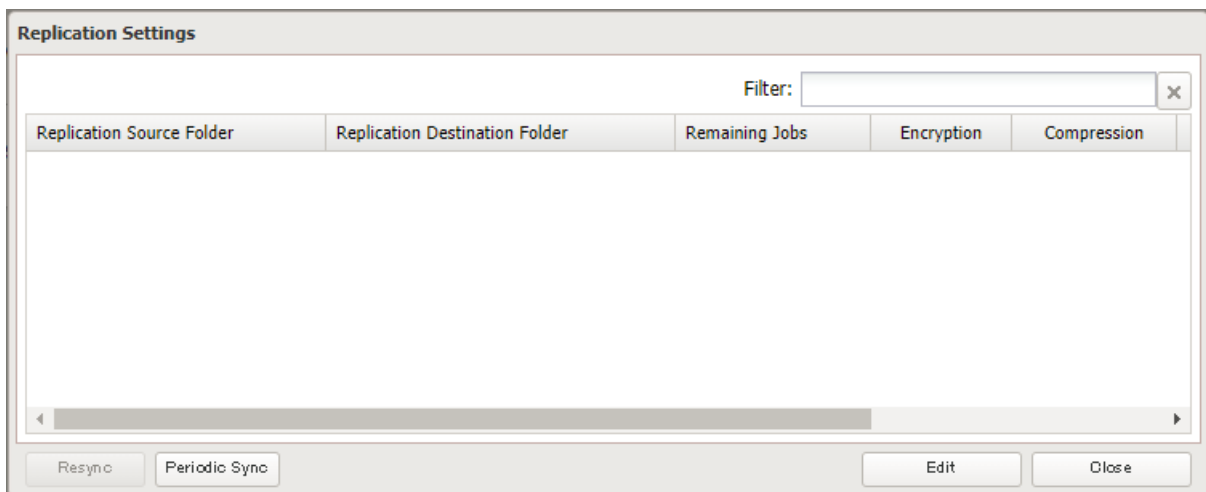 Replication Settings
Filter:
Replication Source Folder Replication Destination Folder Remaining Jobs Encryption Compression
Resync Periodic Sync Edit Close